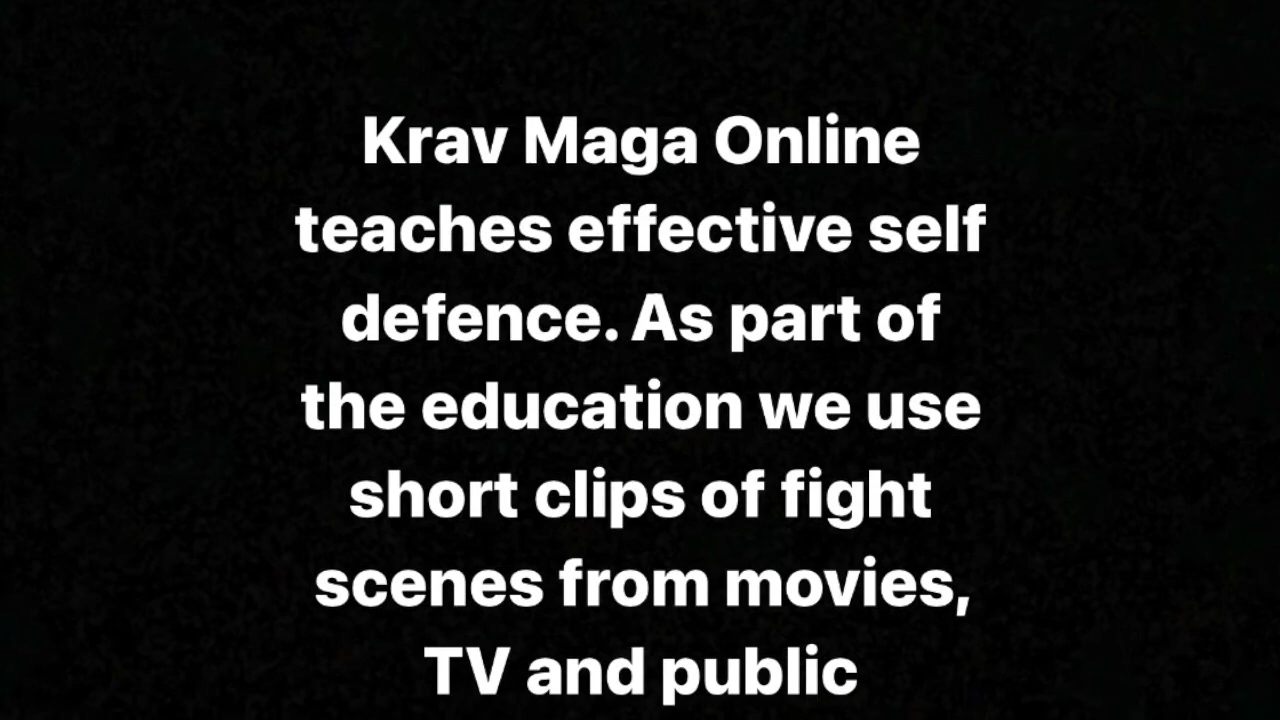 Krav Maga Online
teaches effective self
defence. As part of
the education we use
short clips of fight
scenes from movies,
TV and public